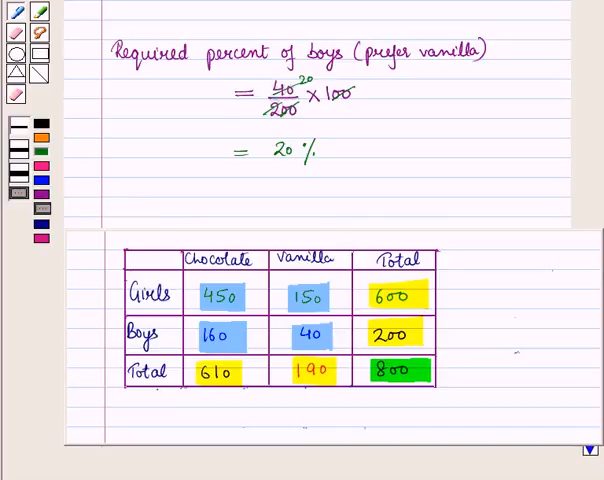 Required percent of boys (prefer vanilla)
= 40/200 × 100 20
= 20 %
Chocolate Vanilla Total
Girls 450 150 600
Boys 160 40 200
Total 610 190 800